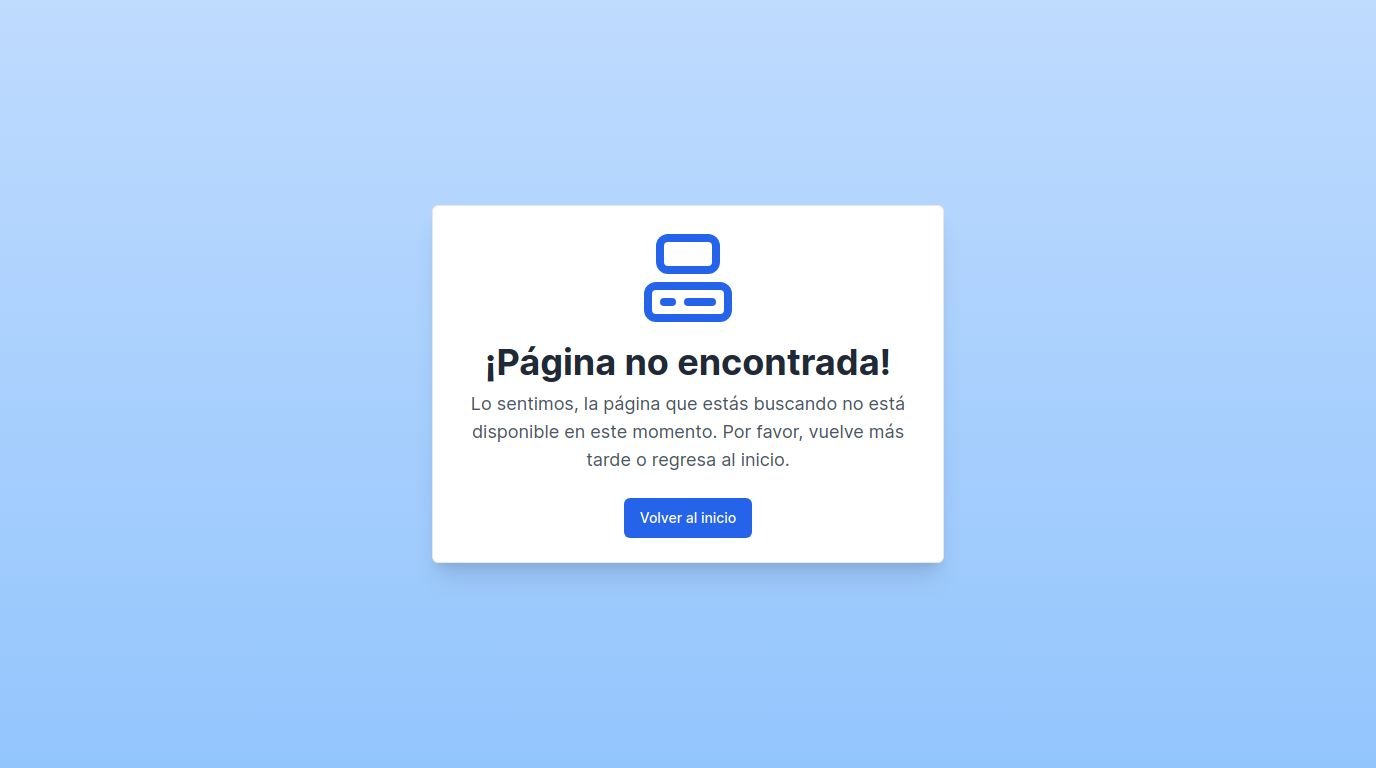 ¡Página no encontrada!
Lo sentimos, la página que estás buscando no está
disponible en este momento. Por favor, vuelve más
tarde o regresa al inicio.
Volver al inicio